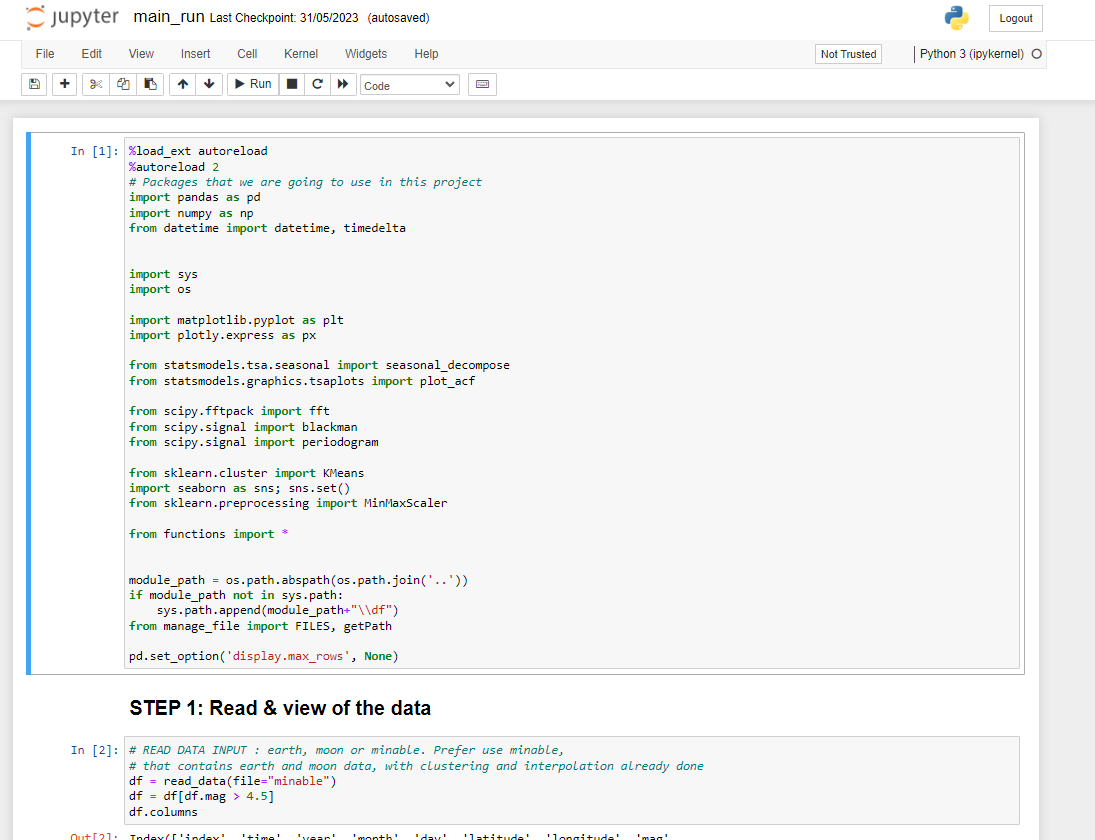 jupyter main_run Last Checkpoint: 31/05/2023 (autosaved)
Logout
File Edit View Insert Cell Kernel Widgets Help
Not Trusted
Python 3 (ipykernel)
Run
Code
In [1]:
%load_ext autoreload
%autoreload 2
# Packages that we are going to use in this project
import pandas as pd
import numpy as np
from datetime import datetime, timedelta
import sys
import os
import matplotlib.pyplot as plt
import plotly.express as px
from statsmodels.tsa.seasonal import seasonal_decompose
from statsmodels.graphics.tsaplots import plot_acf
from scipy.fftpack import fft
from scipy.signal import blackman
from scipy.signal import periodogram
from sklearn.cluster import KMeans
import seaborn as sns; sns.set()
from sklearn.preprocessing import MinMaxScaler
from functions import *
module_path = os.path.abspath(os.path.join('..'))
if module_path not in sys.path:
    sys.path.append(module_path+"\\df")
from manage_file import FILES, getPath
pd.set_option('display.max_rows', None)
STEP 1: Read & view of the data
In [2]:
# READ DATA INPUT : earth, moon or minable. Prefer use minable,
# that contains earth and moon data, with clustering and interpolation already done
df = read_data(file="minable")
df = df[df.mag > 4.5]
df.columns
Out[2]: Index(['index', 'time', 'year', 'month', 'day', 'latitude', 'longitude', 'mag',